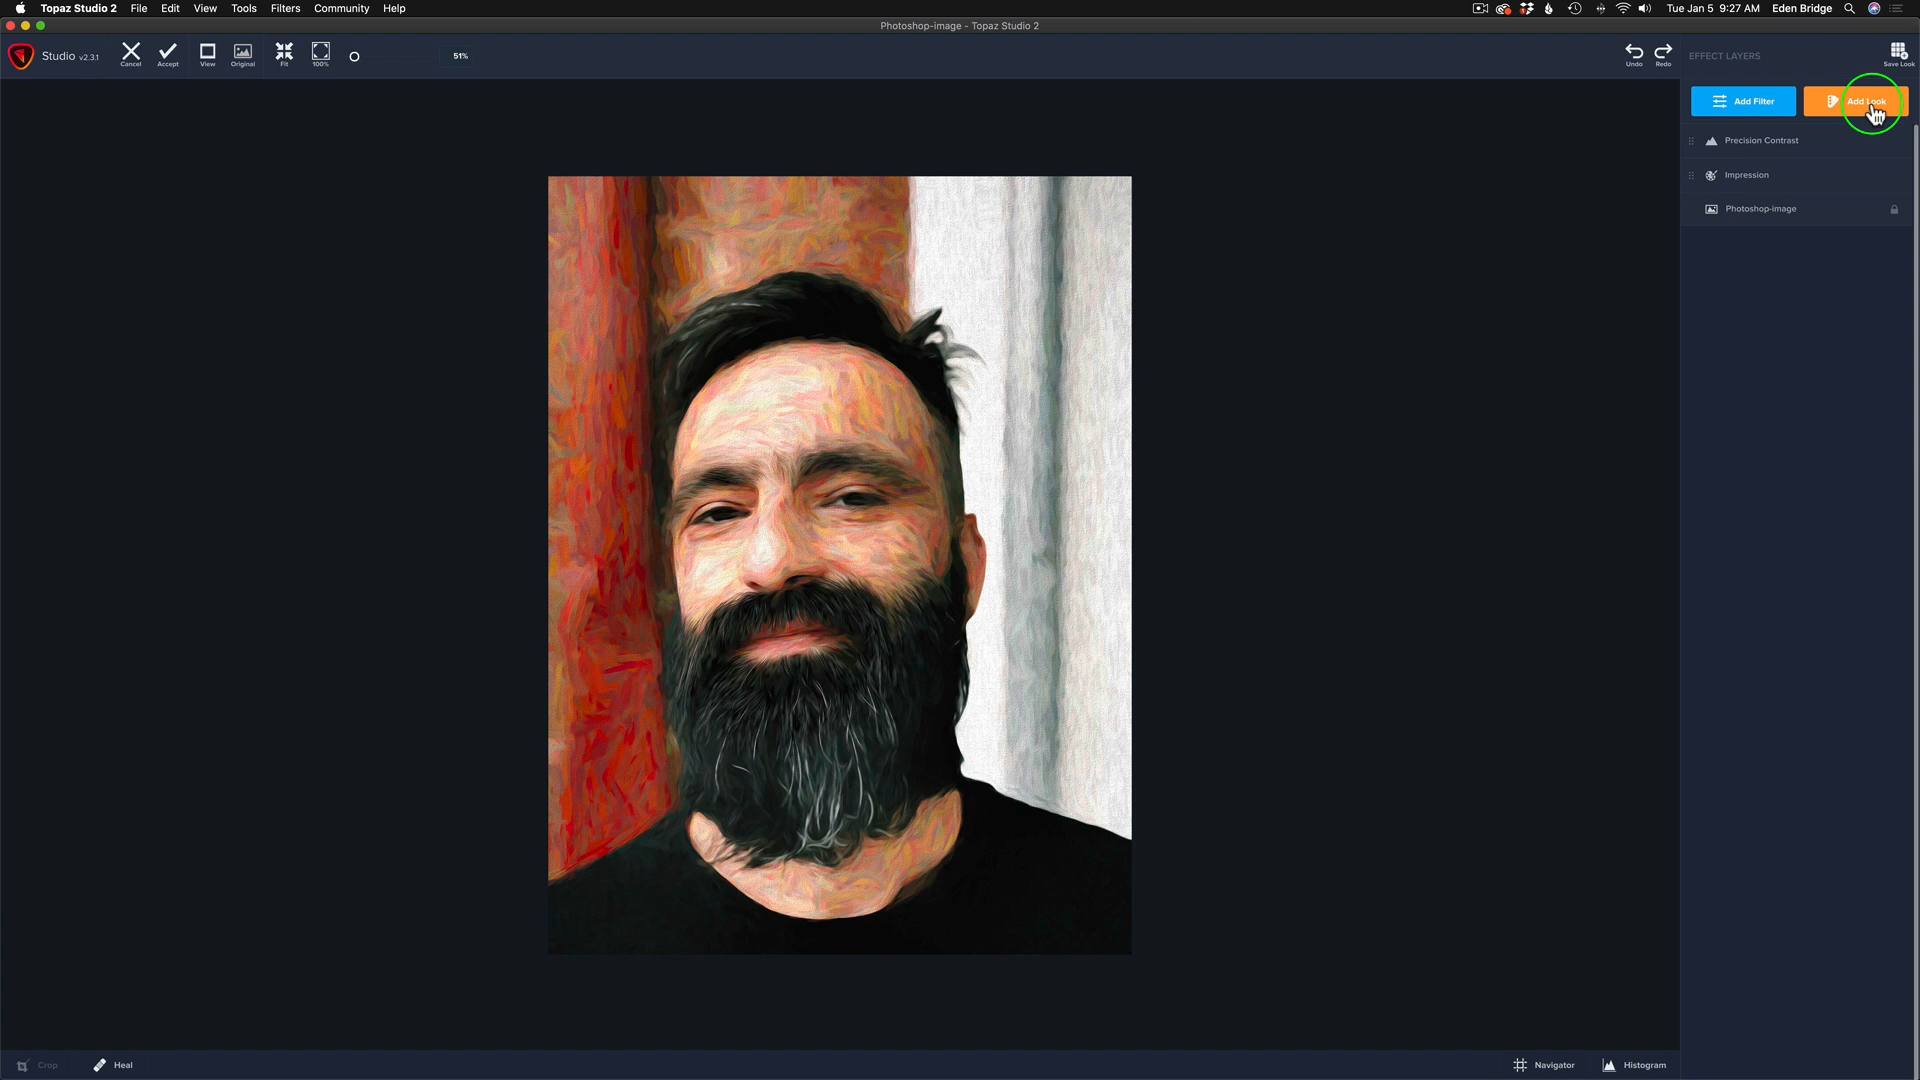 Topaz Studio 2 File Edit View Tools Filters Community Help Tue Jan 5 9:27 AM Eden Bridge
Photoshop-image - Topaz Studio 2
Studio v2.3.1 51% EFFECT LAYERS
Cancel Accept View Original Fit 100% Undo Redo Save Look
Add Filter Add Look
Precision Contrast
Impression
Photoshop-image
Crop Heal Navigator Histogram